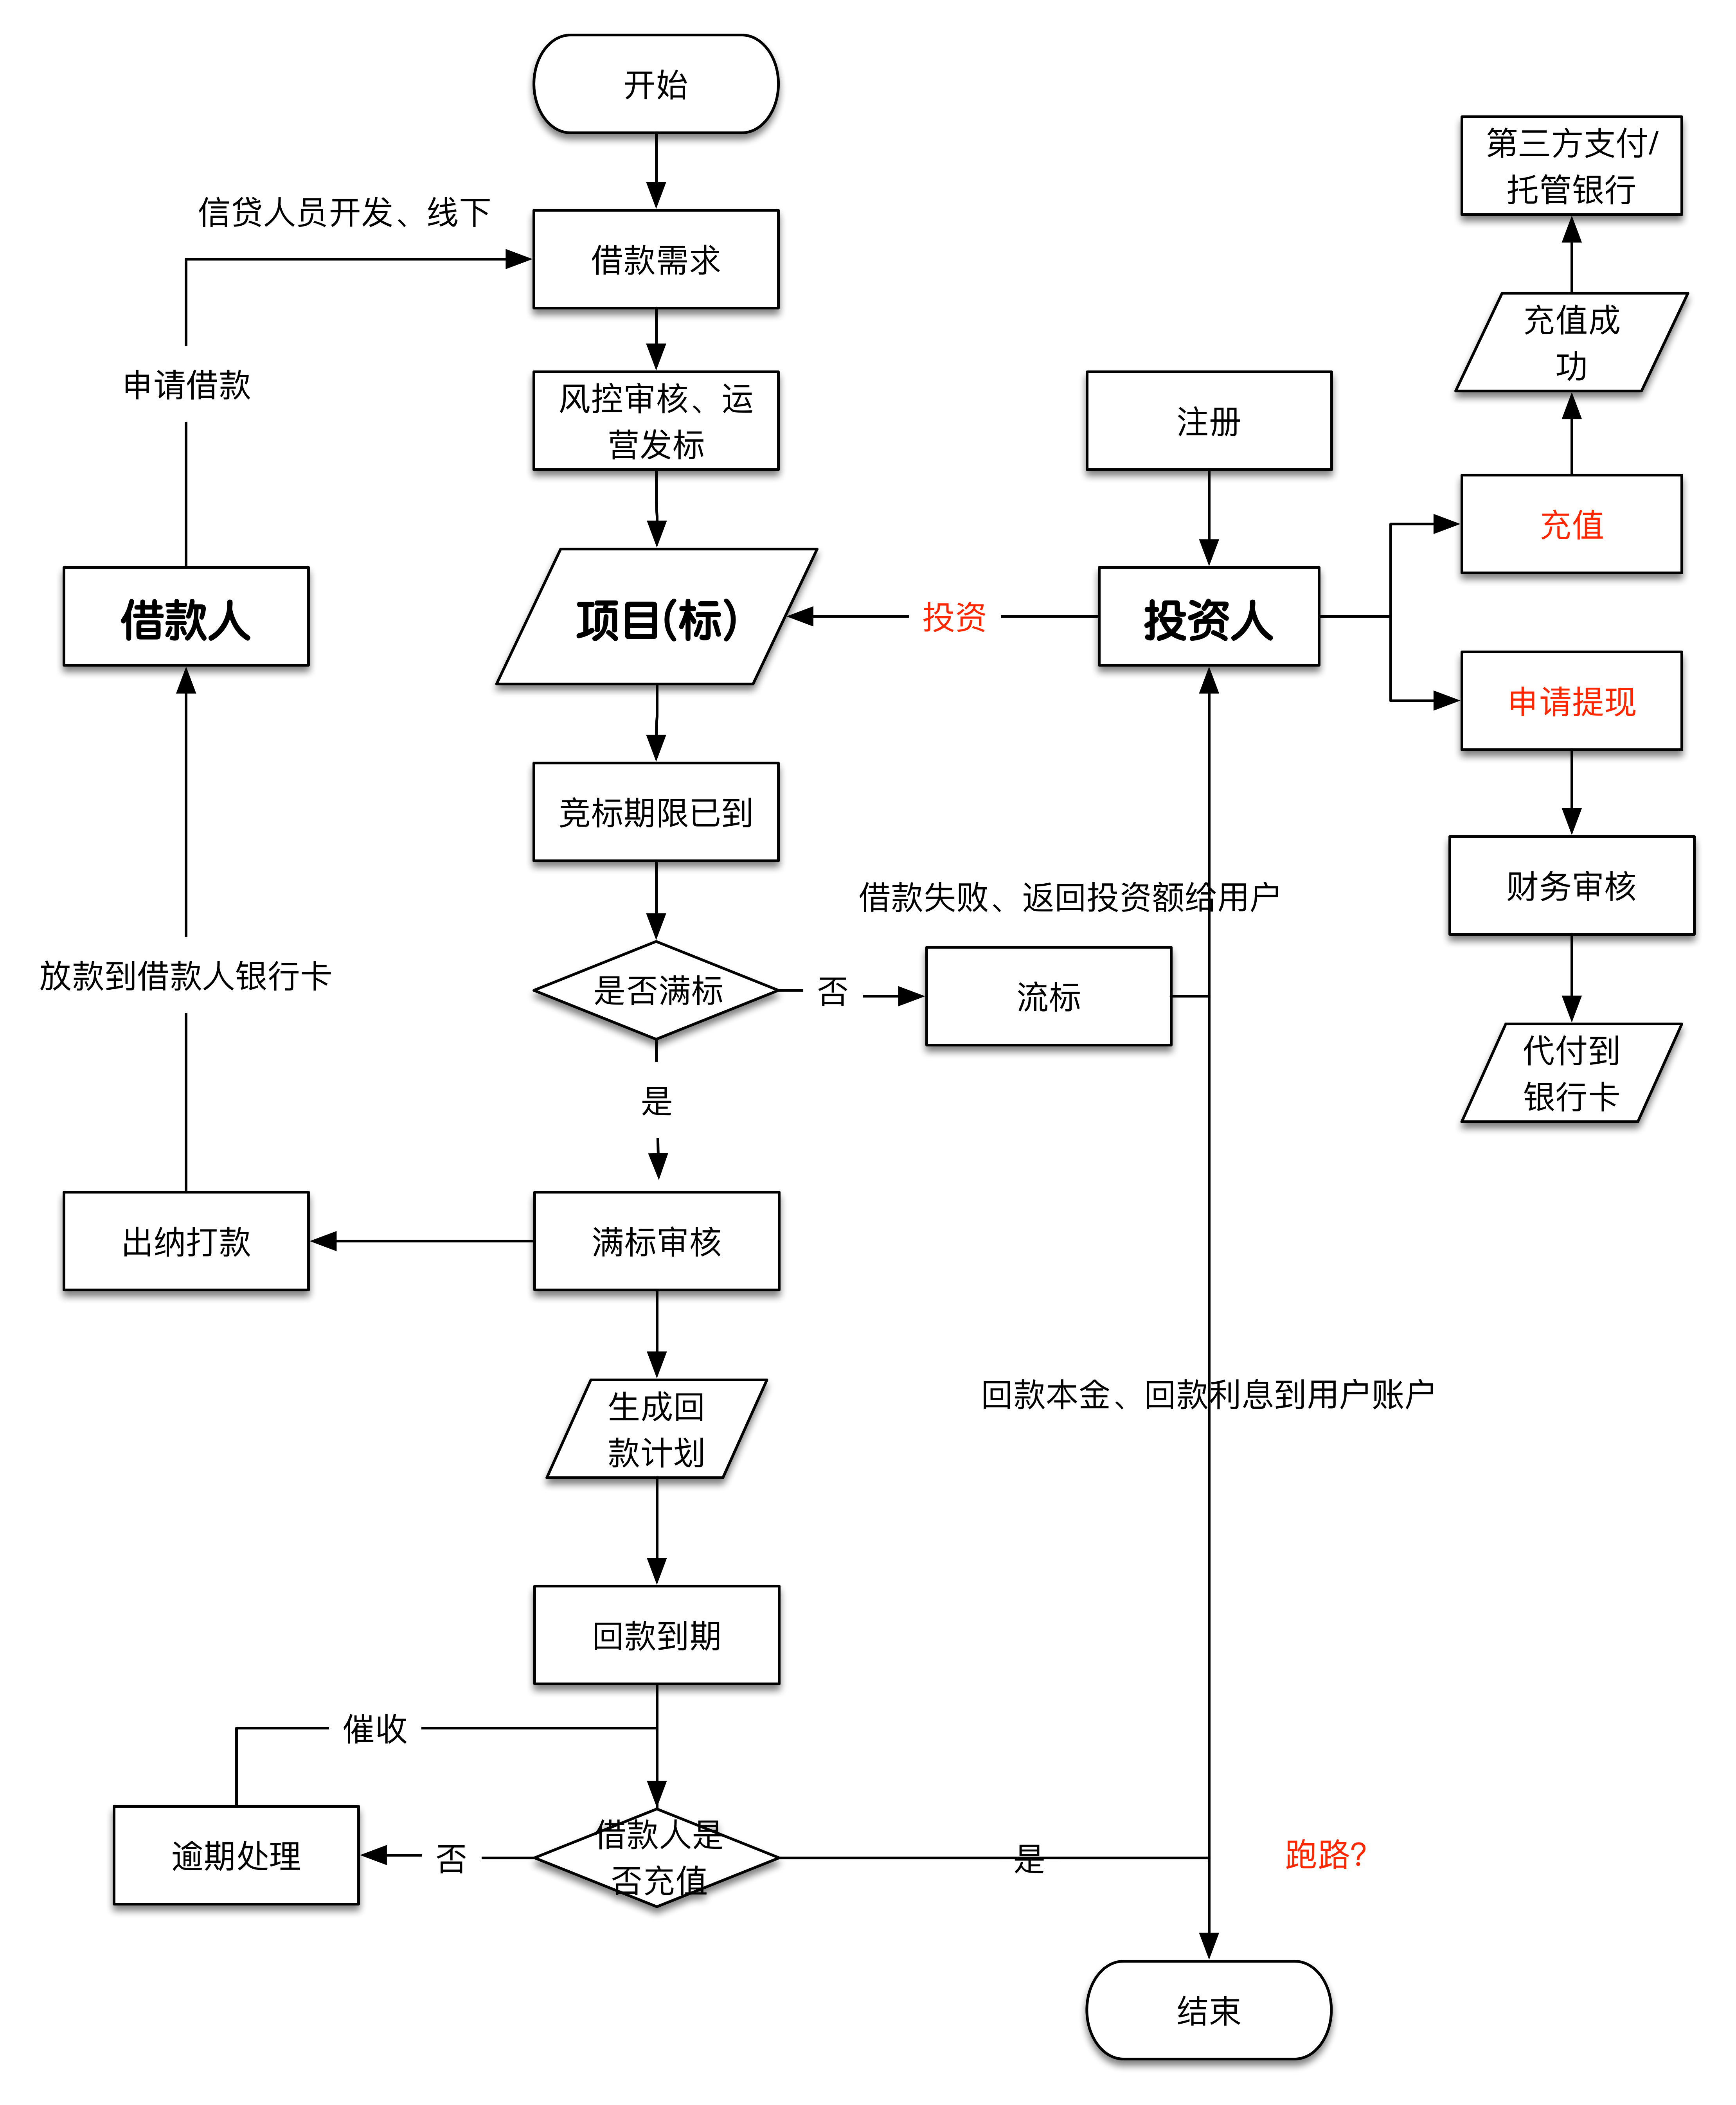 开始
第三方支付/
托管银行
信贷人员开发、线下
借款需求
充值成
功
申请借款
风控审核、运
营发标
注册
充值
借款人
项目(标)
投资
投资人
申请提现
竞标期限已到
财务审核
借款失败、返回投资额给用户
放款到借款人银行卡
是否满标
否
流标
代付到
银行卡
是
出纳打款
满标审核
生成回
款计划
回款本金、回款利息到用户账户
回款到期
催收
逾期处理
否
借款人是
否充值
是
跑路?
结束